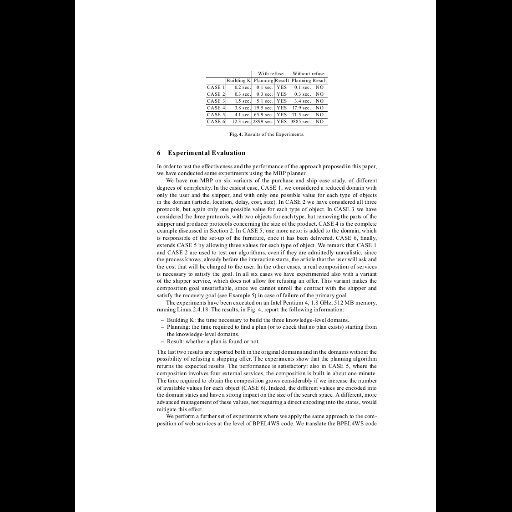 With refuse Without refuse
Building K Planning Result Planning Result
CASE 1 0.2 sec. 0.1 sec. YES 0.1 sec. NO
CASE 2 0.3 sec. 0.3 sec. YES 0.3 sec. NO
CASE 3 1.5 sec. 5.1 sec. YES 3.4 sec. NO
CASE 4 sec. sec. YES 17.9 sec. NO
CASE 5 sec. sec. YES sec. NO
CASE 6 sec. sec. YES sec. NO
Fig. 4. Results of the Experiments.
6 Experimental Evaluation
In order to test the effectiveness and the performance of the approach proposed in this paper,
we have conducted some experiments using the MBP planner.
We have run MBP on six variants of the purchase and ship case study, of different
degrees of complexity. In the easiest case, CASE 1, we considered a reduced domain with
only the user and the shipper, and with only one possible value for each type of objects
in the domain (article, location, delay, cost, size). In CASE 2 we have considered all three
protocols, but again only one possible value for each type of object. In CASE 3 we have
considered the three protocols, with two objects for each type, but removing the parts of the
shipper and producer protocols concerning the size of the product. CASE 4 is the complete
example discussed in Section 2. In CASE 5, one more actor is added to the domain, which
is responsible of the set-up of the furniture, once it has been delivered. CASE 6, finally,
extends CASE 5 by allowing three values for each type of object. We remark that CASE 1
and CASE 2 are used to test our algorithms, even if they are admittedly unrealistic, since
the process knows, already before the interaction starts, the article that the user will ask and
the cost that will be charged to the user. In the other cases, a real composition of services
is necessary to satisfy the goal. In all six cases we have experimented also with a variant
of the shipper service, which does not allow for refusing an offer. This variant makes the
composition goal unsatisfiable, since we cannot unroll the contract with the shipper and
satisfy the recovery goal (see Example 5) in case of failure of the primary goal.
The experiments have been executed on an Intel Pentium 4, 1.8 GHz, 512 MB memory,
running Linux 2.4.18. The results, in Fig. 4, report the following information:
– Building K: the time necessary to build the three knowledge-level domains.
– Planning: the time required to find a plan (or to check that no plan exists) starting from
the knowledge-level domains.
– Result: whether a plan is found or not.
The last two results are reported both in the original domains and in the domains without the
possibility of refusing a shipping offer. The experiments show that the planning algorithm
returns the expected results. The performance is satisfactory: also in CASE 5, where the
composition involves four external services, the composition is built in about one minute.
The time required to obtain the composition grows considerably if we increase the number
of available values for each object (CASE 6). Indeed, the different values are encoded into
the domain states and have a strong impact on the size of the search space. A different, more
advanced management of these values, not requiring a direct encoding into the states, would
mitigate this effect.
We perform a further set of experiments where we apply the same approach to the com-
position of web services at the level of BPEL4WS code. We translate the BPEL4WS code